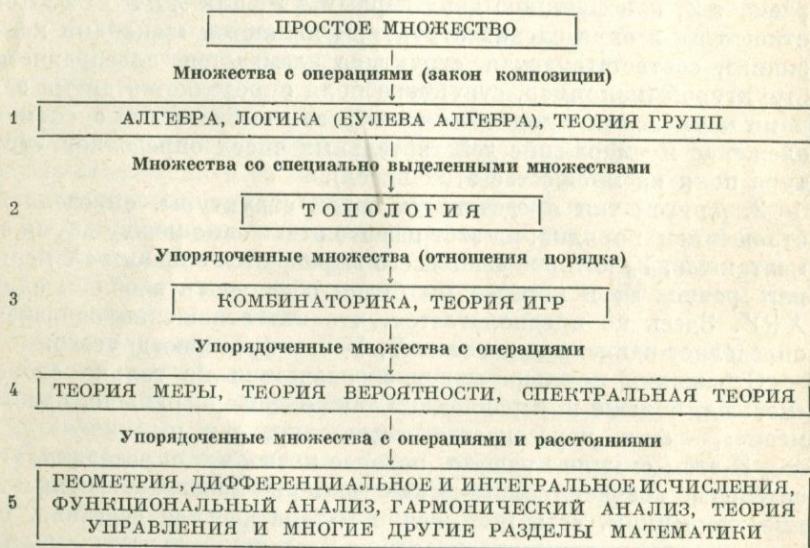 ПРОСТОЕ МНОЖЕСТВО
Множества с операциями (закон композиции)
1 АЛГЕБРА, ЛОГИКА (БУЛЕВА АЛГЕБРА), ТЕОРИЯ ГРУПП
Множества со специально выделенными множествами
2 ТОПОЛОГИЯ
Упорядоченные множества (отношения порядка)
3 КОМБИНАТОРИКА, ТЕОРИЯ ИГР
Упорядоченные множества с операциями
4 ТЕОРИЯ МЕРЫ, ТЕОРИЯ ВЕРОЯТНОСТИ, СПЕКТРАЛЬНАЯ ТЕОРИЯ
Упорядоченные множества с операциями и расстояниями
5 ГЕОМЕТРИЯ, ДИФФЕРЕНЦИАЛЬНОЕ И ИНТЕГРАЛЬНОЕ ИСЧИСЛЕНИЯ,
ФУНКЦИОНАЛЬНЫЙ АНАЛИЗ, ГАРМОНИЧЕСКИЙ АНАЛИЗ, ТЕОРИЯ
УПРАВЛЕНИЯ И МНОГИЕ ДРУГИЕ РАЗДЕЛЫ МАТЕМАТИКИ